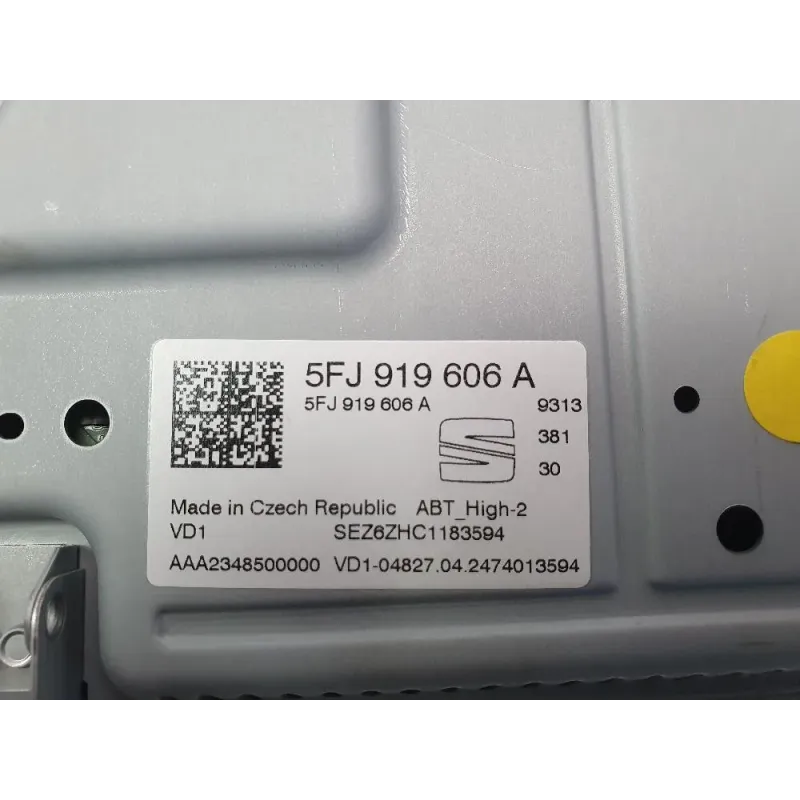 5FJ 919 606 A
5FJ 919 606 A 9313
381
30
Made in Czech Republic ABT_High-2
VD1 SEZ6ZHC1183594
AAA2348500000 VD1-04827.04.2474013594